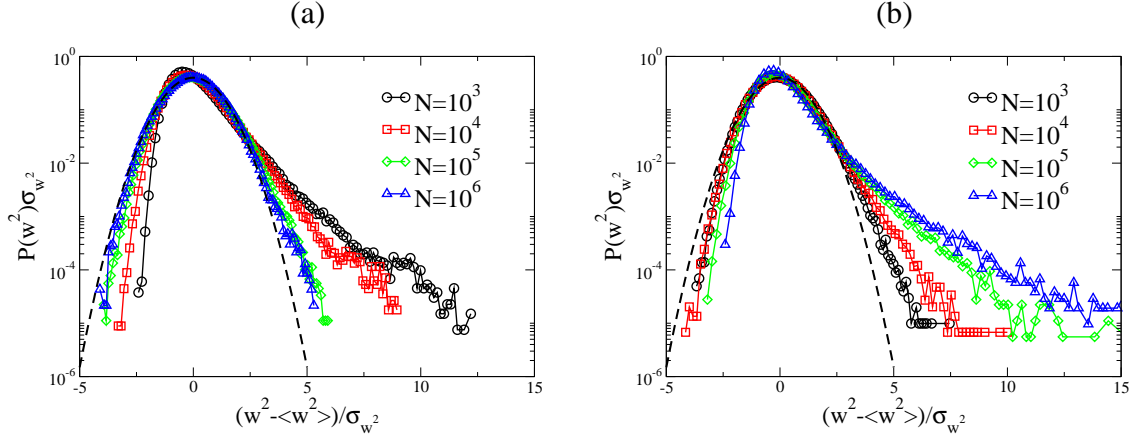 (a)
10^0
10^-2
10^-4
10^-6
P(w^2)σ_w^2
N=10^3
N=10^4
N=10^5
N=10^6
-5 0 5 10 15
(w^2-<w^2>)/σ_w^2
(b)
10^0
10^-2
10^-4
10^-6
P(w^2)σ_w^2
N=10^3
N=10^4
N=10^5
N=10^6
-5 0 5 10 15
(w^2-<w^2>)/σ_w^2